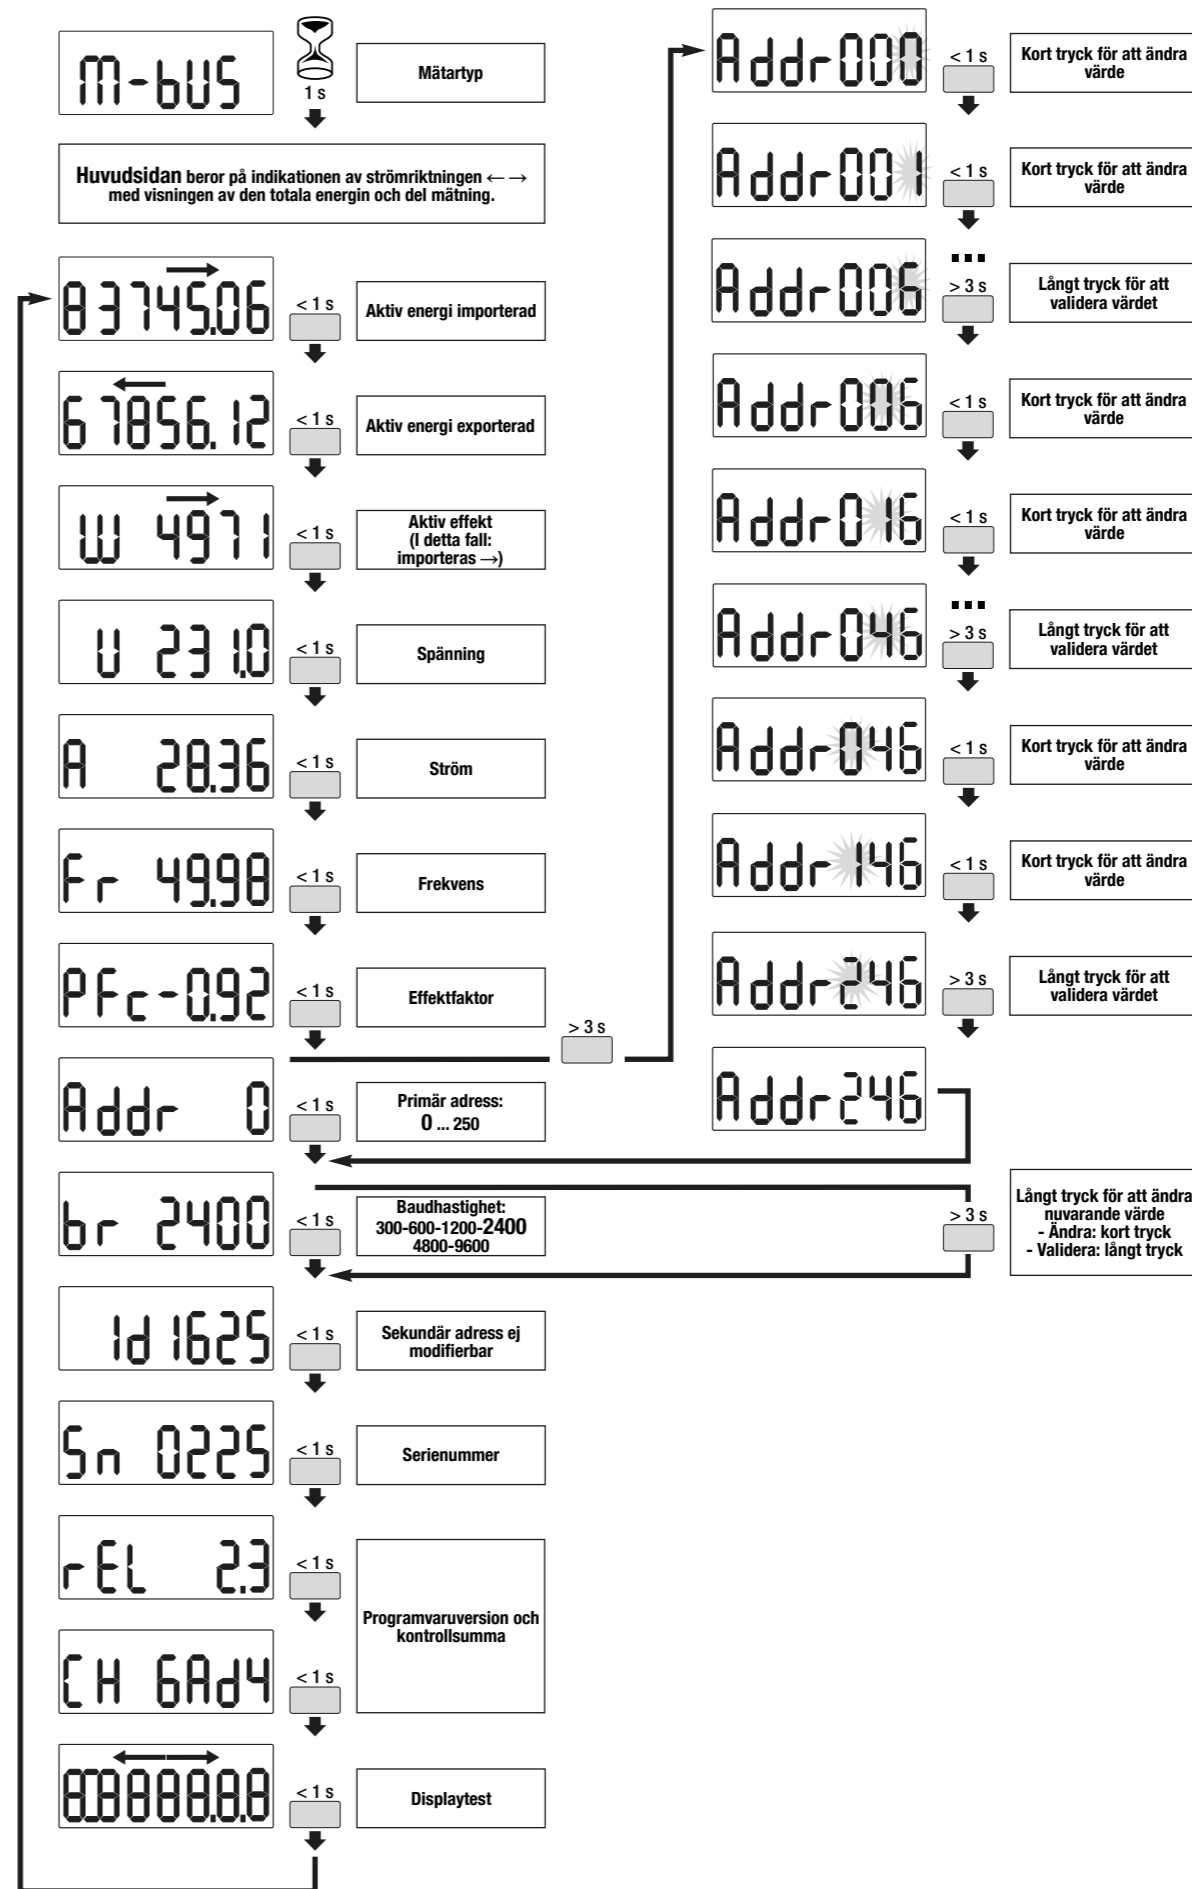 M-bUS
1 s
Mätartyp
Huvudsidan beror på indikationen av strömriktningen ←→
med visningen av den totala energin och del mätning.
83745.06
< 1 s
Aktiv energi importerad
67856.12
< 1 s
Aktiv energi exporterad
W 4971
< 1 s
Aktiv effekt
(I detta fall:
importeras →)
U 231.0
< 1 s
Spänning
A 28.36
< 1 s
Ström
Fr 49.98
< 1 s
Frekvens
PFc-0.92
< 1 s
Effektfaktor
> 3 s
Addr 0
< 1 s
Primär adress:
0 ... 250
br 2400
< 1 s
Baudhastighet:
300-600-1200-2400
4800-9600
Id 1625
< 1 s
Sekundär adress ej
modifierbar
Sn 0225
< 1 s
Serienummer
rEL 2.3
< 1 s
Programvaruversion och
kontrollsumma
CH 6Ad4
< 1 s
8.8.8888.8.8
< 1 s
Displaytest
Addr000
< 1 s
Kort tryck för att ändra
värde
Addr001
< 1 s
Kort tryck för att ändra
värde
Addr006
...
> 3 s
Långt tryck för att
validera värdet
Addr006
< 1 s
Kort tryck för att ändra
värde
Addr016
< 1 s
Kort tryck för att ändra
värde
Addr046
...
> 3 s
Långt tryck för att
validera värdet
Addr046
< 1 s
Kort tryck för att ändra
värde
Addr146
< 1 s
Kort tryck för att ändra
värde
Addr246
> 3 s
Långt tryck för att
validera värdet
Addr246
> 3 s
Långt tryck för att ändra
nuvarande värde
- Ändra: kort tryck
- Validera: långt tryck